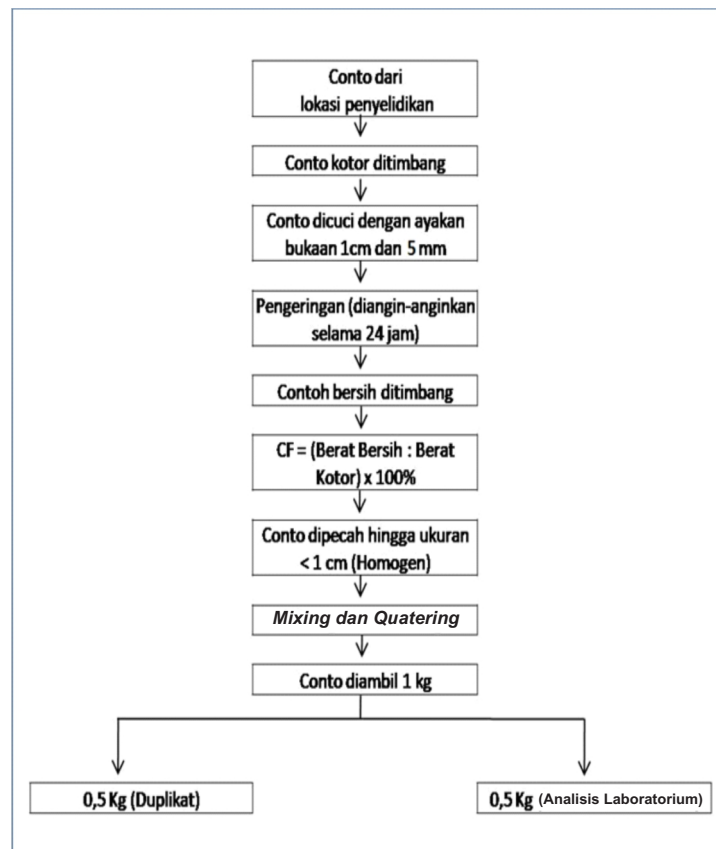 Conto dari
lokasi penyelidikan
Conto kotor ditimbang
Conto dicuci dengan ayakan
bukaan 1cm dan 5 mm
Pengeringan (diangin-anginkan
selama 24 jam)
Contoh bersih ditimbang
CF = (Berat Bersih : Berat
Kotor) x 100%
Conto dipecah hingga ukuran
< 1 cm (Homogen)
Mixing dan Quatering
Conto diambil 1 kg
0,5 Kg (Duplikat)
0,5 Kg (Analisis Laboratorium)